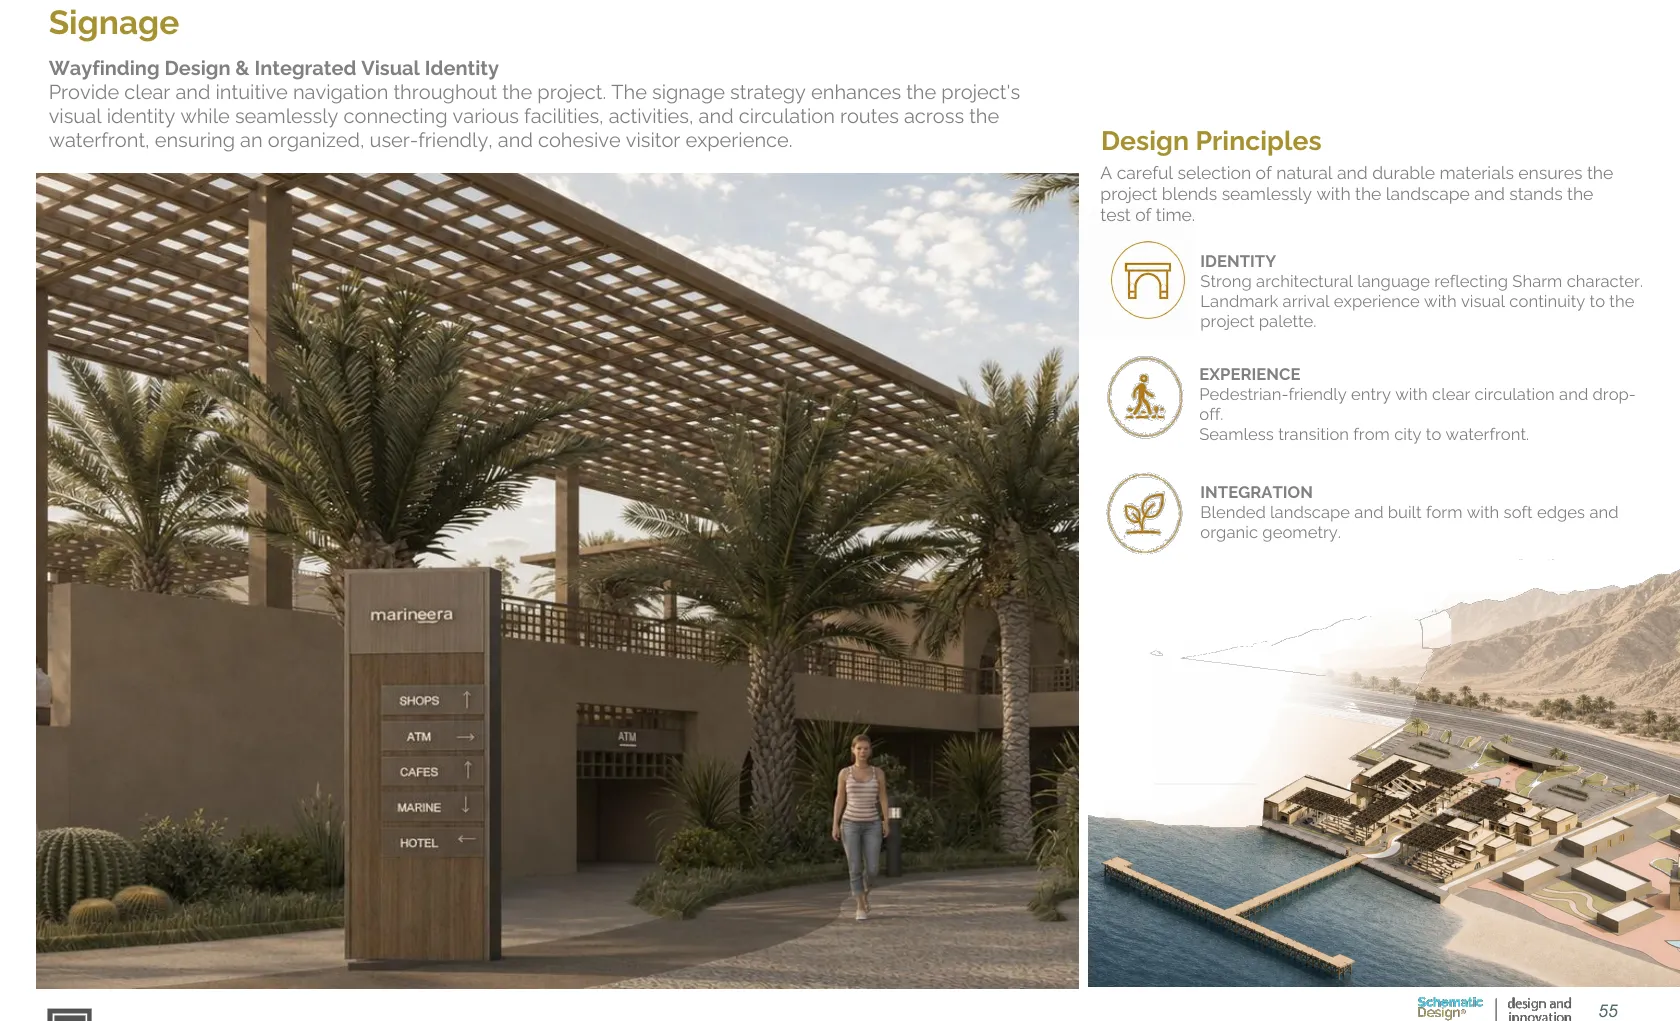 Signage
Wayfinding Design & Integrated Visual Identity
Provide clear and intuitive navigation throughout the project. The signage strategy enhances the project's
visual identity while seamlessly connecting various facilities, activities, and circulation routes across the
waterfront, ensuring an organized, user-friendly, and cohesive visitor experience.
marineera
SHOPS ↑
ATM →
CAFES ↑
MARINE ↓
HOTEL ←
ATM
Design Principles
A careful selection of natural and durable materials ensures the
project blends seamlessly with the landscape and stands the
test of time.
IDENTITY
Strong architectural language reflecting Sharm character.
Landmark arrival experience with visual continuity to the
project palette.
EXPERIENCE
Pedestrian-friendly entry with clear circulation and drop-
off.
Seamless transition from city to waterfront.
INTEGRATION
Blended landscape and built form with soft edges and
organic geometry.
Schematic
Design®
design and
innovation
55